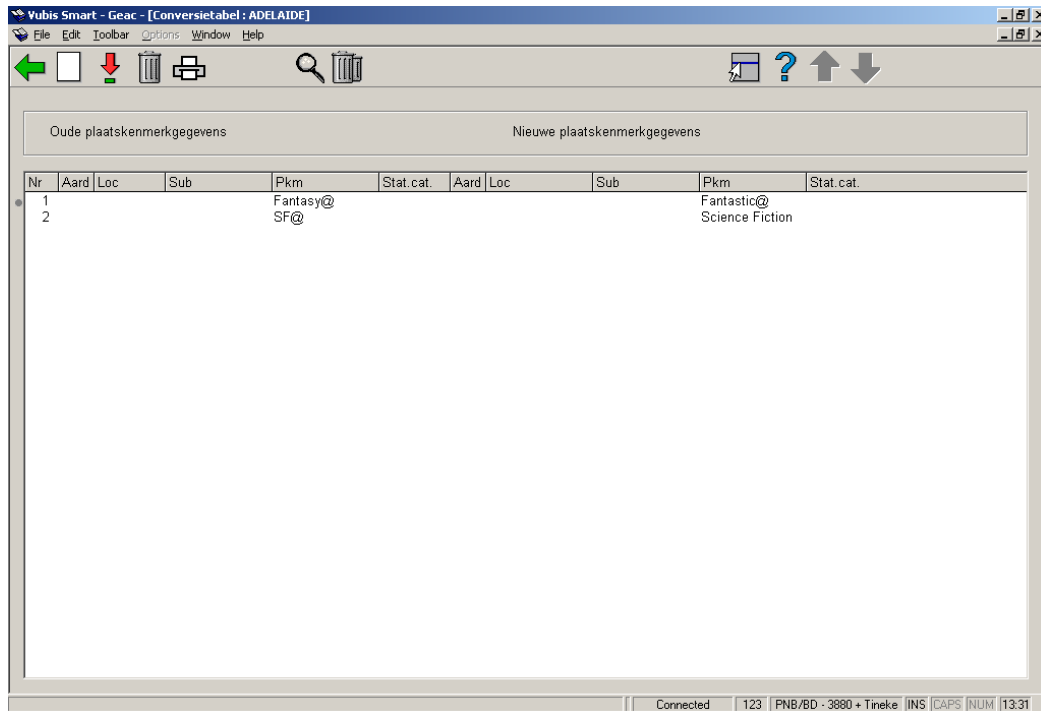 Vubis Smart - Geac - [Conversietabel : ADELAIDE]
File Edit Toolbar Options Window Help
Oude plaatskenmerkgegevens Nieuwe plaatskenmerkgegevens
Nr Aard Loc Sub Pkm Stat.cat. Aard Loc Sub Pkm Stat.cat.
1 Fantasy@ Fantastic@
2 SF@ Science Fiction
Connected 123 PNB/BD - 3880 + Tineke INS CAPS NUM 13:31